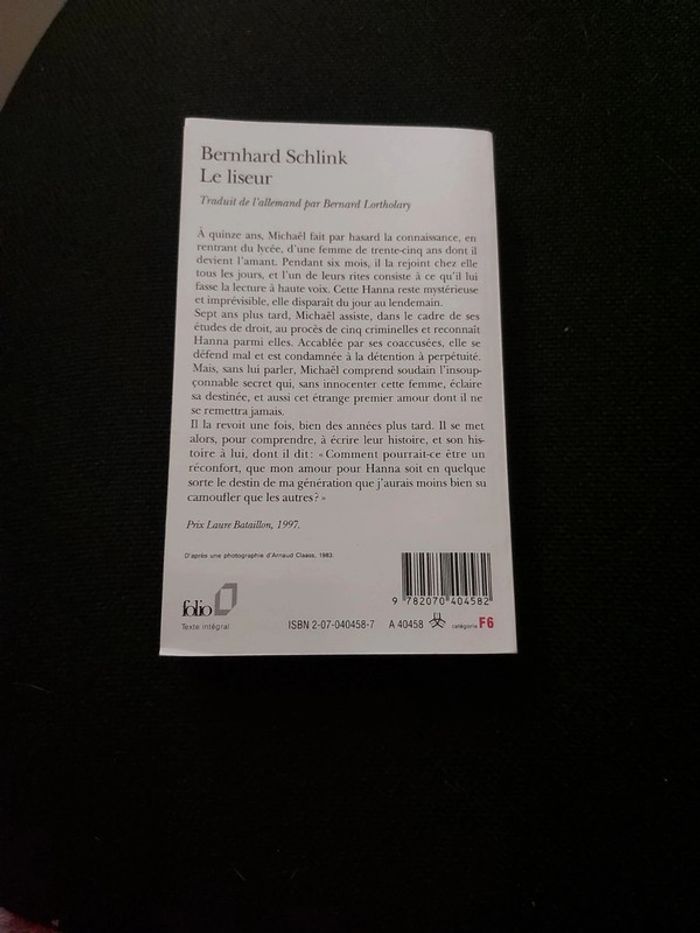 Bernhard Schlink
Le liseur
Traduit de l'allemand par Bernard Lortholary
À quinze ans, Michaël fait par hasard la connaissance, en
rentrant du lycée, d'une femme de trente-cinq ans dont il
devient l'amant. Pendant six mois, il la rejoint chez elle
tous les jours, et l'un de leurs rites consiste à ce qu'il lui
fasse la lecture à haute voix. Cette Hanna reste mystérieuse
et imprévisible, elle disparaît du jour au lendemain.
Sept ans plus tard, Michaël assiste, dans le cadre de ses
études de droit, au procès de cinq criminelles et reconnaît
Hanna parmi elles. Accablée par ses coaccusées, elle se
défend mal et est condamnée à la détention à perpétuité.
Mais, sans lui parler, Michaël comprend soudain l'insoup-
çonnable secret qui, sans innocenter cette femme, éclaire
sa destinée, et aussi cet étrange premier amour dont il ne
se remettra jamais.
Il la revoit une fois, bien des années plus tard. Il se met
alors, pour comprendre, à écrire leur histoire, et son his-
toire à lui, dont il dit : « Comment pourrait-ce être un
réconfort, que mon amour pour Hanna soit en quelque
sorte le destin de ma génération que j'aurais moins bien su
camoufler que les autres ? »
Prix Laure Bataillon, 1997.
D'après une photographie d'Arnaud Claass, 1983.
9 782070 404582
folio
Texte intégral
ISBN 2-07-040458-7 A 40458 catégorie F6